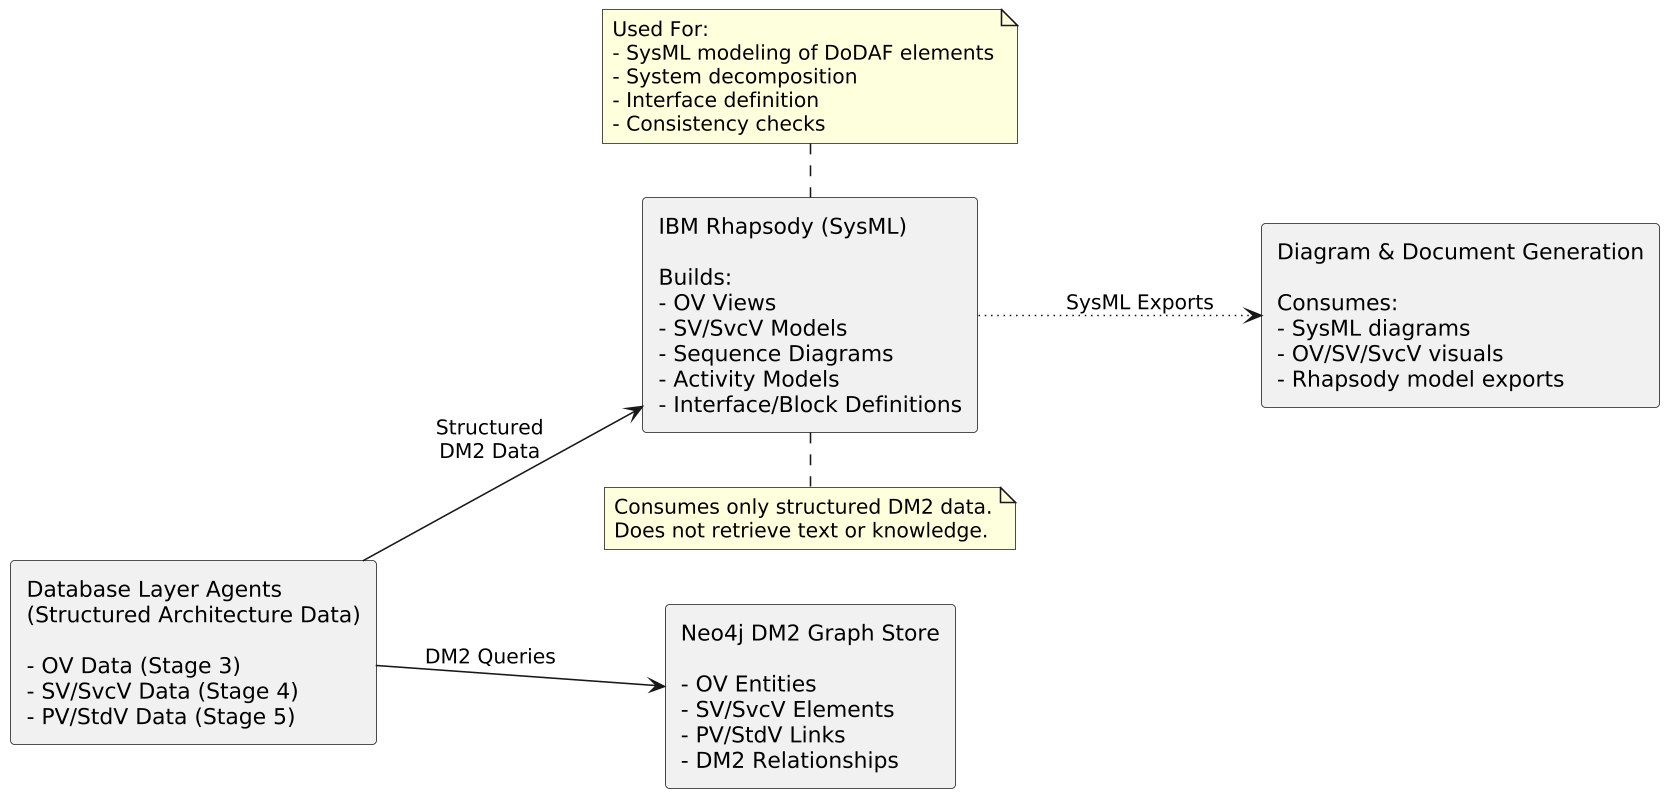 Used For:
- SysML modeling of DoDAF elements
- System decomposition
- Interface definition
- Consistency checks
IBM Rhapsody (SysML)
Builds:
- OV Views
- SV/SvcV Models
- Sequence Diagrams
- Activity Models
- Interface/Block Definitions
SysML Exports
Diagram & Document Generation
Consumes:
- SysML diagrams
- OV/SV/SvcV visuals
- Rhapsody model exports
Structured
DM2 Data
Consumes only structured DM2 data.
Does not retrieve text or knowledge.
Database Layer Agents
(Structured Architecture Data)
- OV Data (Stage 3)
- SV/SvcV Data (Stage 4)
- PV/StdV Data (Stage 5)
DM2 Queries
Neo4j DM2 Graph Store
- OV Entities
- SV/SvcV Elements
- PV/StdV Links
- DM2 Relationships